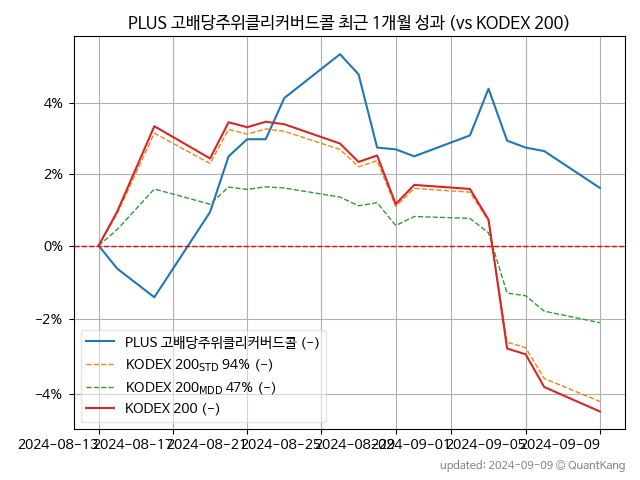 PLUS 고배당주위클리커버드콜 최근 1개월 성과 (vs KODEX 200)
4%
2%
0%
−2%
−4%
PLUS 고배당주위클리커버드콜 (-)
KODEX 200STD 94% (-)
KODEX 200MDD 47% (-)
KODEX 200 (-)
2024-08-13 2024-08-17 2024-08-21 2024-08-25 2024-08-29 2024-09-01 2024-09-05 2024-09-09
updated: 2024-09-09 @ QuantKang